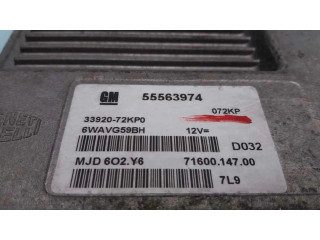 GM 55563974
072KP
33920-72KP0
6WAVG59BH 12V=
D032
MJD 6O2.Y6 71600.147.00
7L9